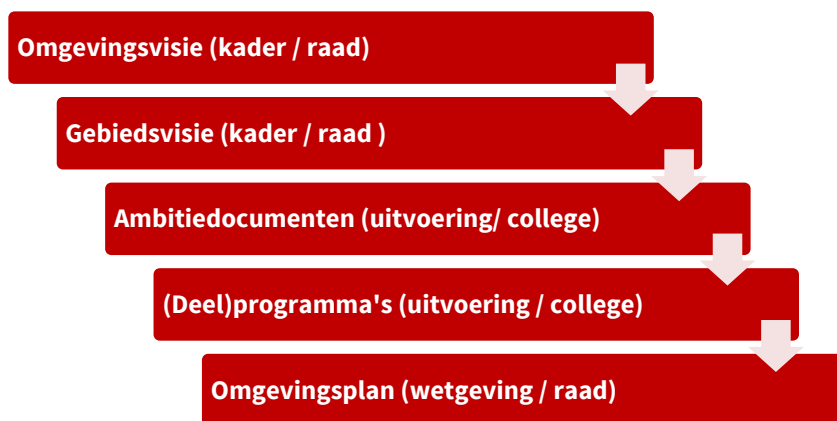 Omgevingsvisie (kader / raad)
Gebiedsvisie (kader / raad )
Ambitiedocumenten (uitvoering/ college)
(Deel)programma's (uitvoering / college)
Omgevingsplan (wetgeving / raad)